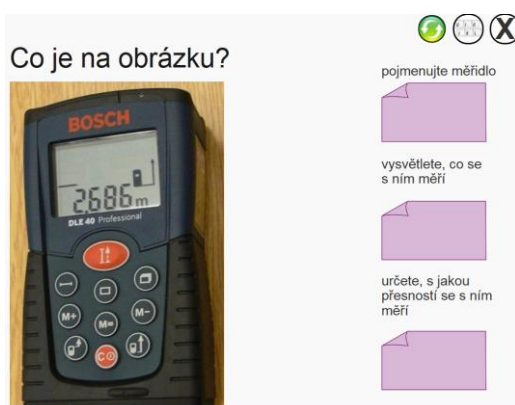 Co je na obrázku?
pojmenujte měřidlo
BOSCH
2.686 m
DLE 40 Professional
M+
M=
M-
C
vysvětlete, co se
s ním měří
určete, s jakou
přesností se s ním
měří
X